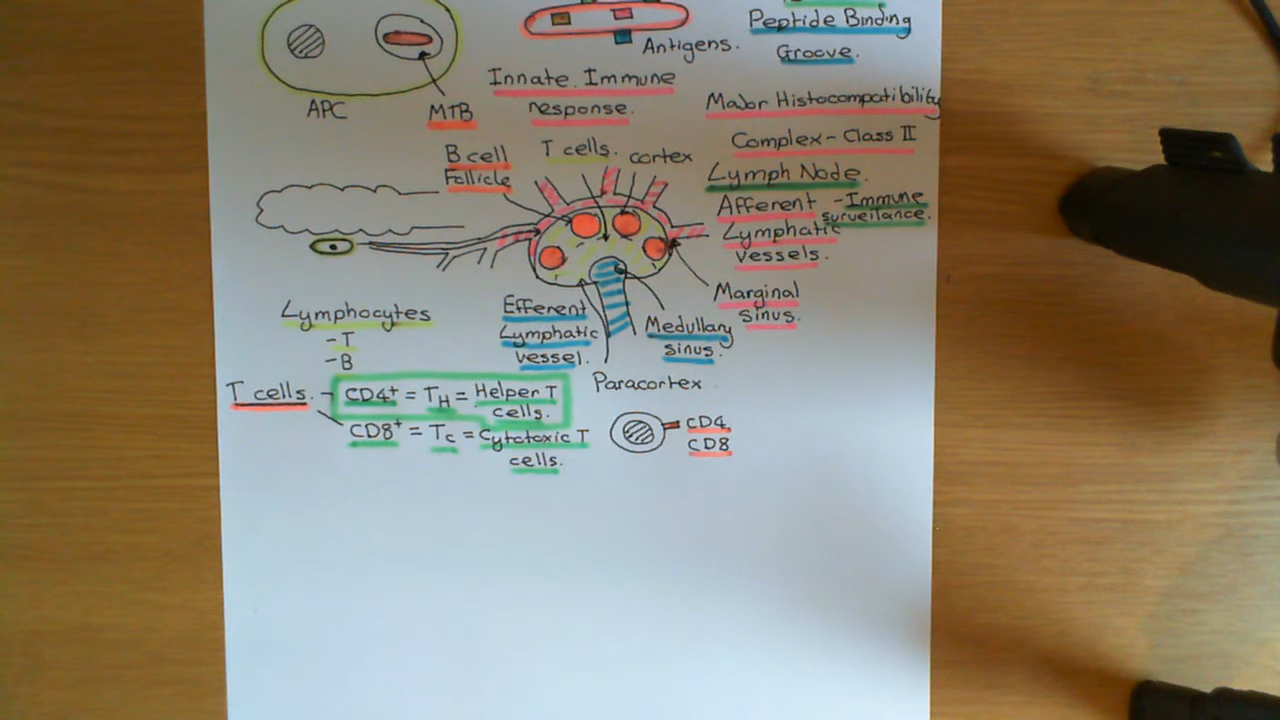 Peptide Binding
Groove.
Antigens.
APC
MTB
Innate Immune
response.
Major Histocompatibility
Complex - Class II
B cell
Follicle
T cells.
cortex
Lymph Node.
Afferent - Immune
surveilance.
Lymphatic
vessels.
Marginal
sinus.
Lymphocytes
- T
- B
Efferent
Lymphatic
vessel.
Medullary
sinus.
Paracortex
T cells. - CD4+ = TH = Helper T
cells.
CD8+ = Tc = Cytotoxic T
cells.
CD4
CD8